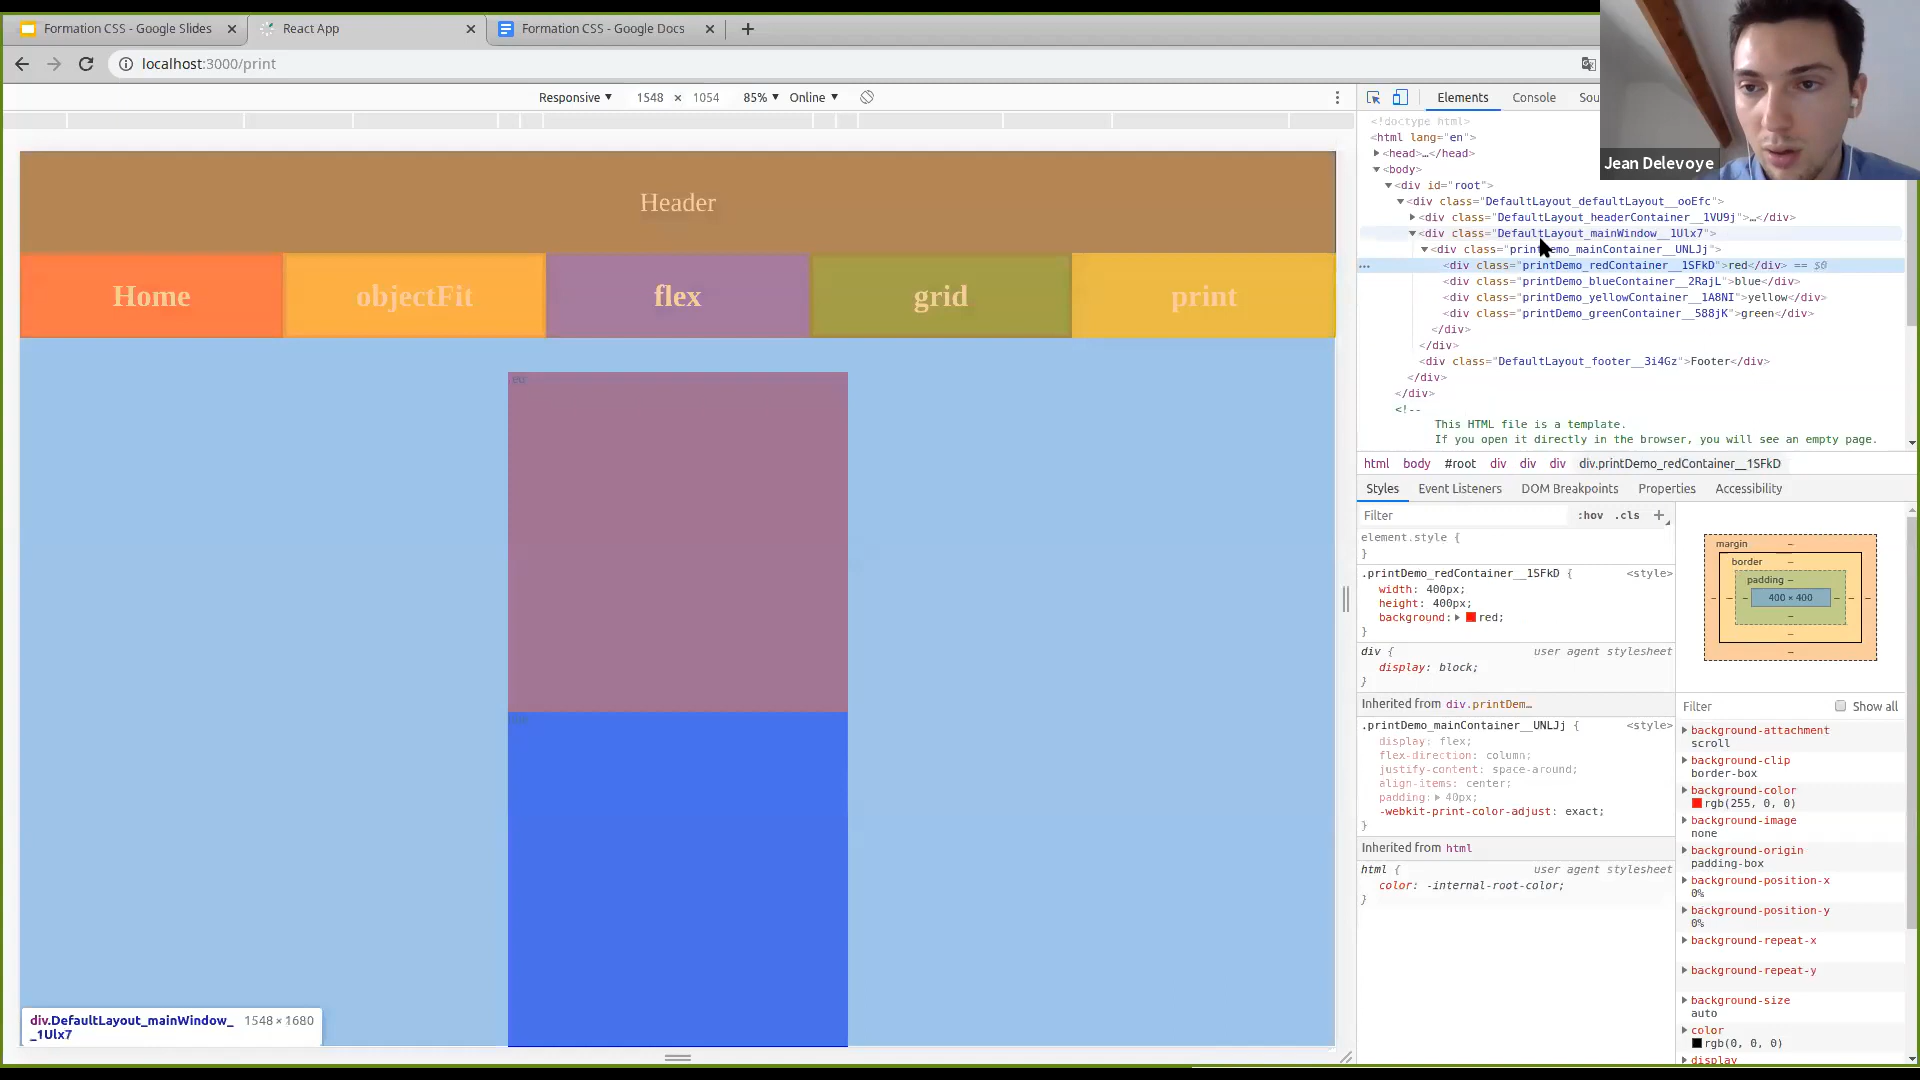 Formation CSS - Google Slides
React App
Formation CSS - Google Docs
localhost:3000/print
Responsive
1548 × 1054
85%
Online
Elements
Console
Sou
Jean Delevoye
Header
Home
objectFit
flex
grid
print
div.DefaultLayout_mainWindow_
_1Ulx7
1548 × 1680
<!doctype html>
<html lang="en">
<head>…</head>
<body>
<div id="root">
<div class="DefaultLayout_defaultLayout__ooEfc">
<div class="DefaultLayout_headerContainer__1VU9j">…</div>
<div class="DefaultLayout_mainWindow__1Ulx7">
<div class="printDemo_mainContainer__UNLJj">
<div class="printDemo_redContainer__1SFkD">red</div> == $0
<div class="printDemo_blueContainer__2RajL">blue</div>
<div class="printDemo_yellowContainer__1A8NI">yellow</div>
<div class="printDemo_greenContainer__588jK">green</div>
</div>
</div>
<div class="DefaultLayout_footer__3i4Gz">Footer</div>
</div>
</div>
<!--
This HTML file is a template.
If you open it directly in the browser, you will see an empty page.
html body #root div div div div.printDemo_redContainer__1SFkD
Styles
Event Listeners
DOM Breakpoints
Properties
Accessibility
Filter
:hov .cls +
element.style {
}
.printDemo_redContainer__1SFkD { <style>
width: 400px;
height: 400px;
background: red;
}
div { user agent stylesheet
display: block;
}
Inherited from div.printDem…
.printDemo_mainContainer__UNLJj { <style>
display: flex;
flex-direction: column;
justify-content: space-around;
align-items: center;
padding: 40px;
-webkit-print-color-adjust: exact;
}
Inherited from html
html { user agent stylesheet
color: -internal-root-color;
}
margin –
border –
padding –
400 × 400
Filter
Show all
background-attachment
scroll
background-clip
border-box
background-color
rgb(255, 0, 0)
background-image
none
background-origin
padding-box
background-position-x
0%
background-position-y
0%
background-repeat-x
background-repeat-y
background-size
auto
color
rgb(0, 0, 0)
display